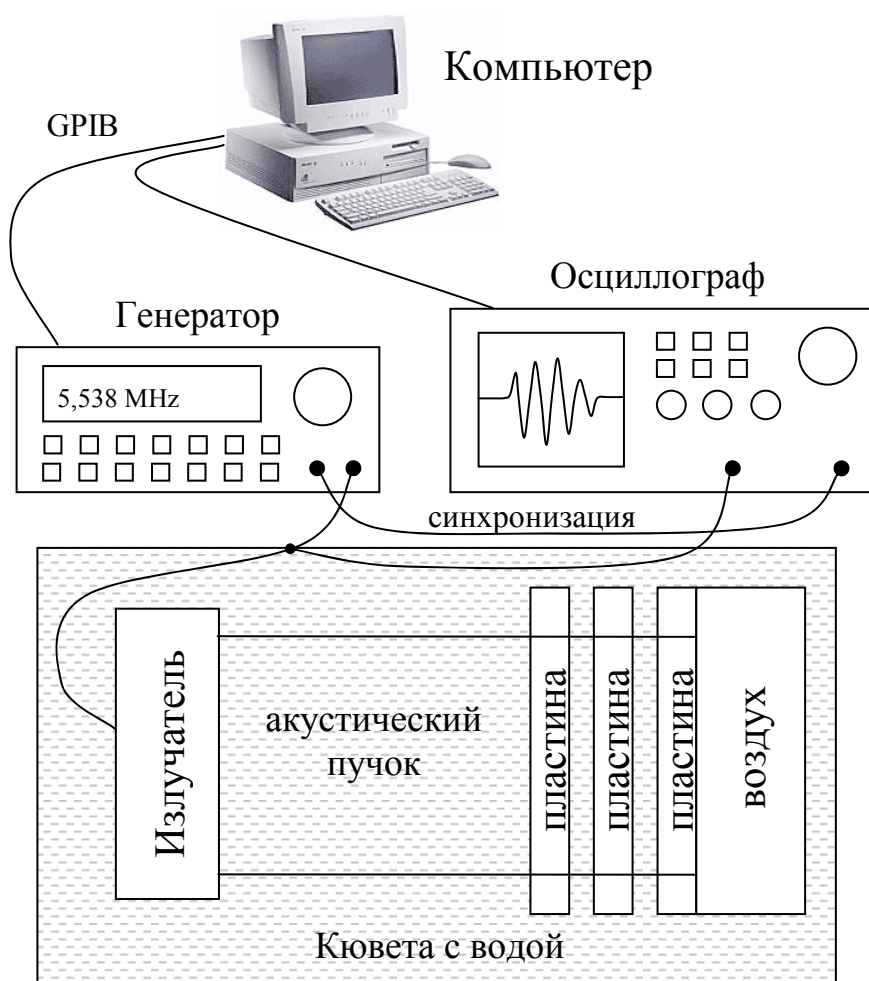 Компьютер
GPIB
Осциллограф
Генератор
5,538 MHz
синхронизация
Излучатель
акустический
пучок
пластина
пластина
пластина
воздух
Кювета с водой